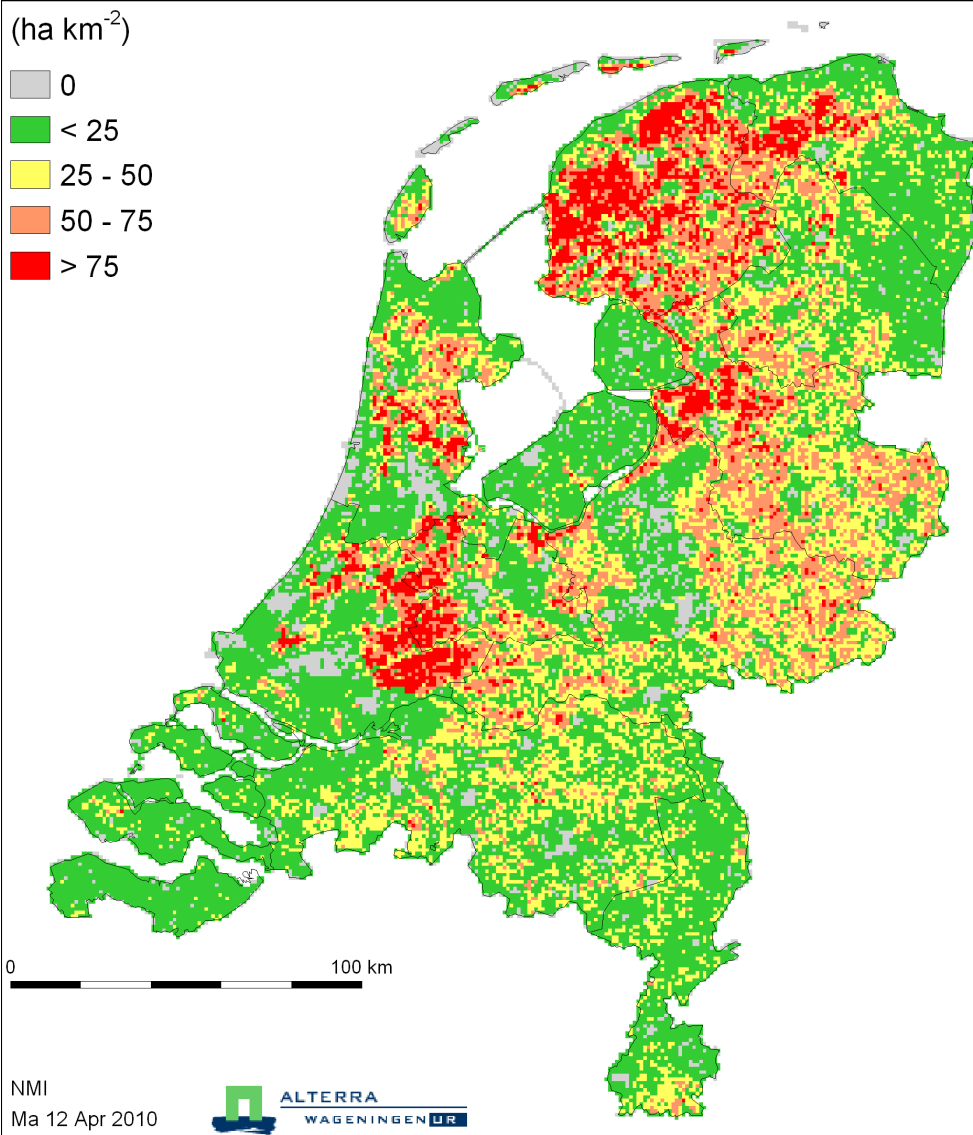 (ha km-2)
0
< 25
25 - 50
50 - 75
> 75
0 100 km
NMI
Ma 12 Apr 2010
ALTERRA
WAGENINGEN UR